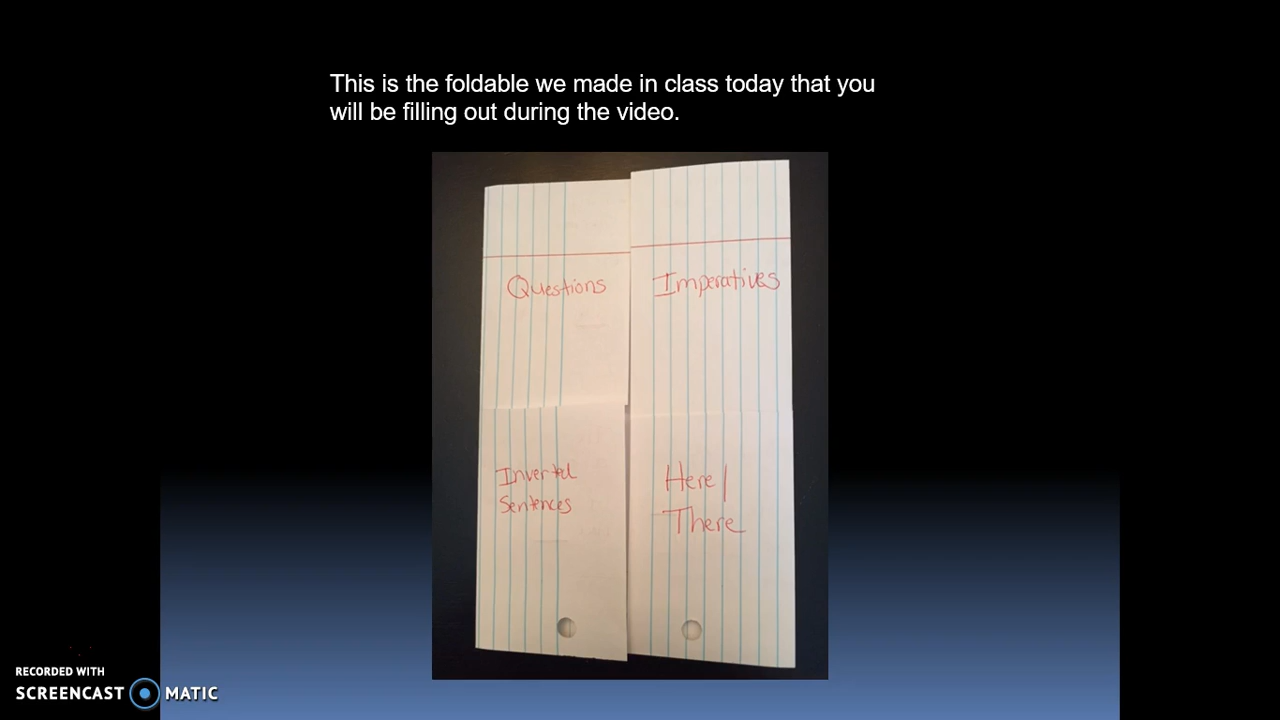 This is the foldable we made in class today that you
will be filling out during the video.
Questions
Imperatives
Inverted
Sentences
Here/
There
RECORDED WITH
SCREENCAST MATIC